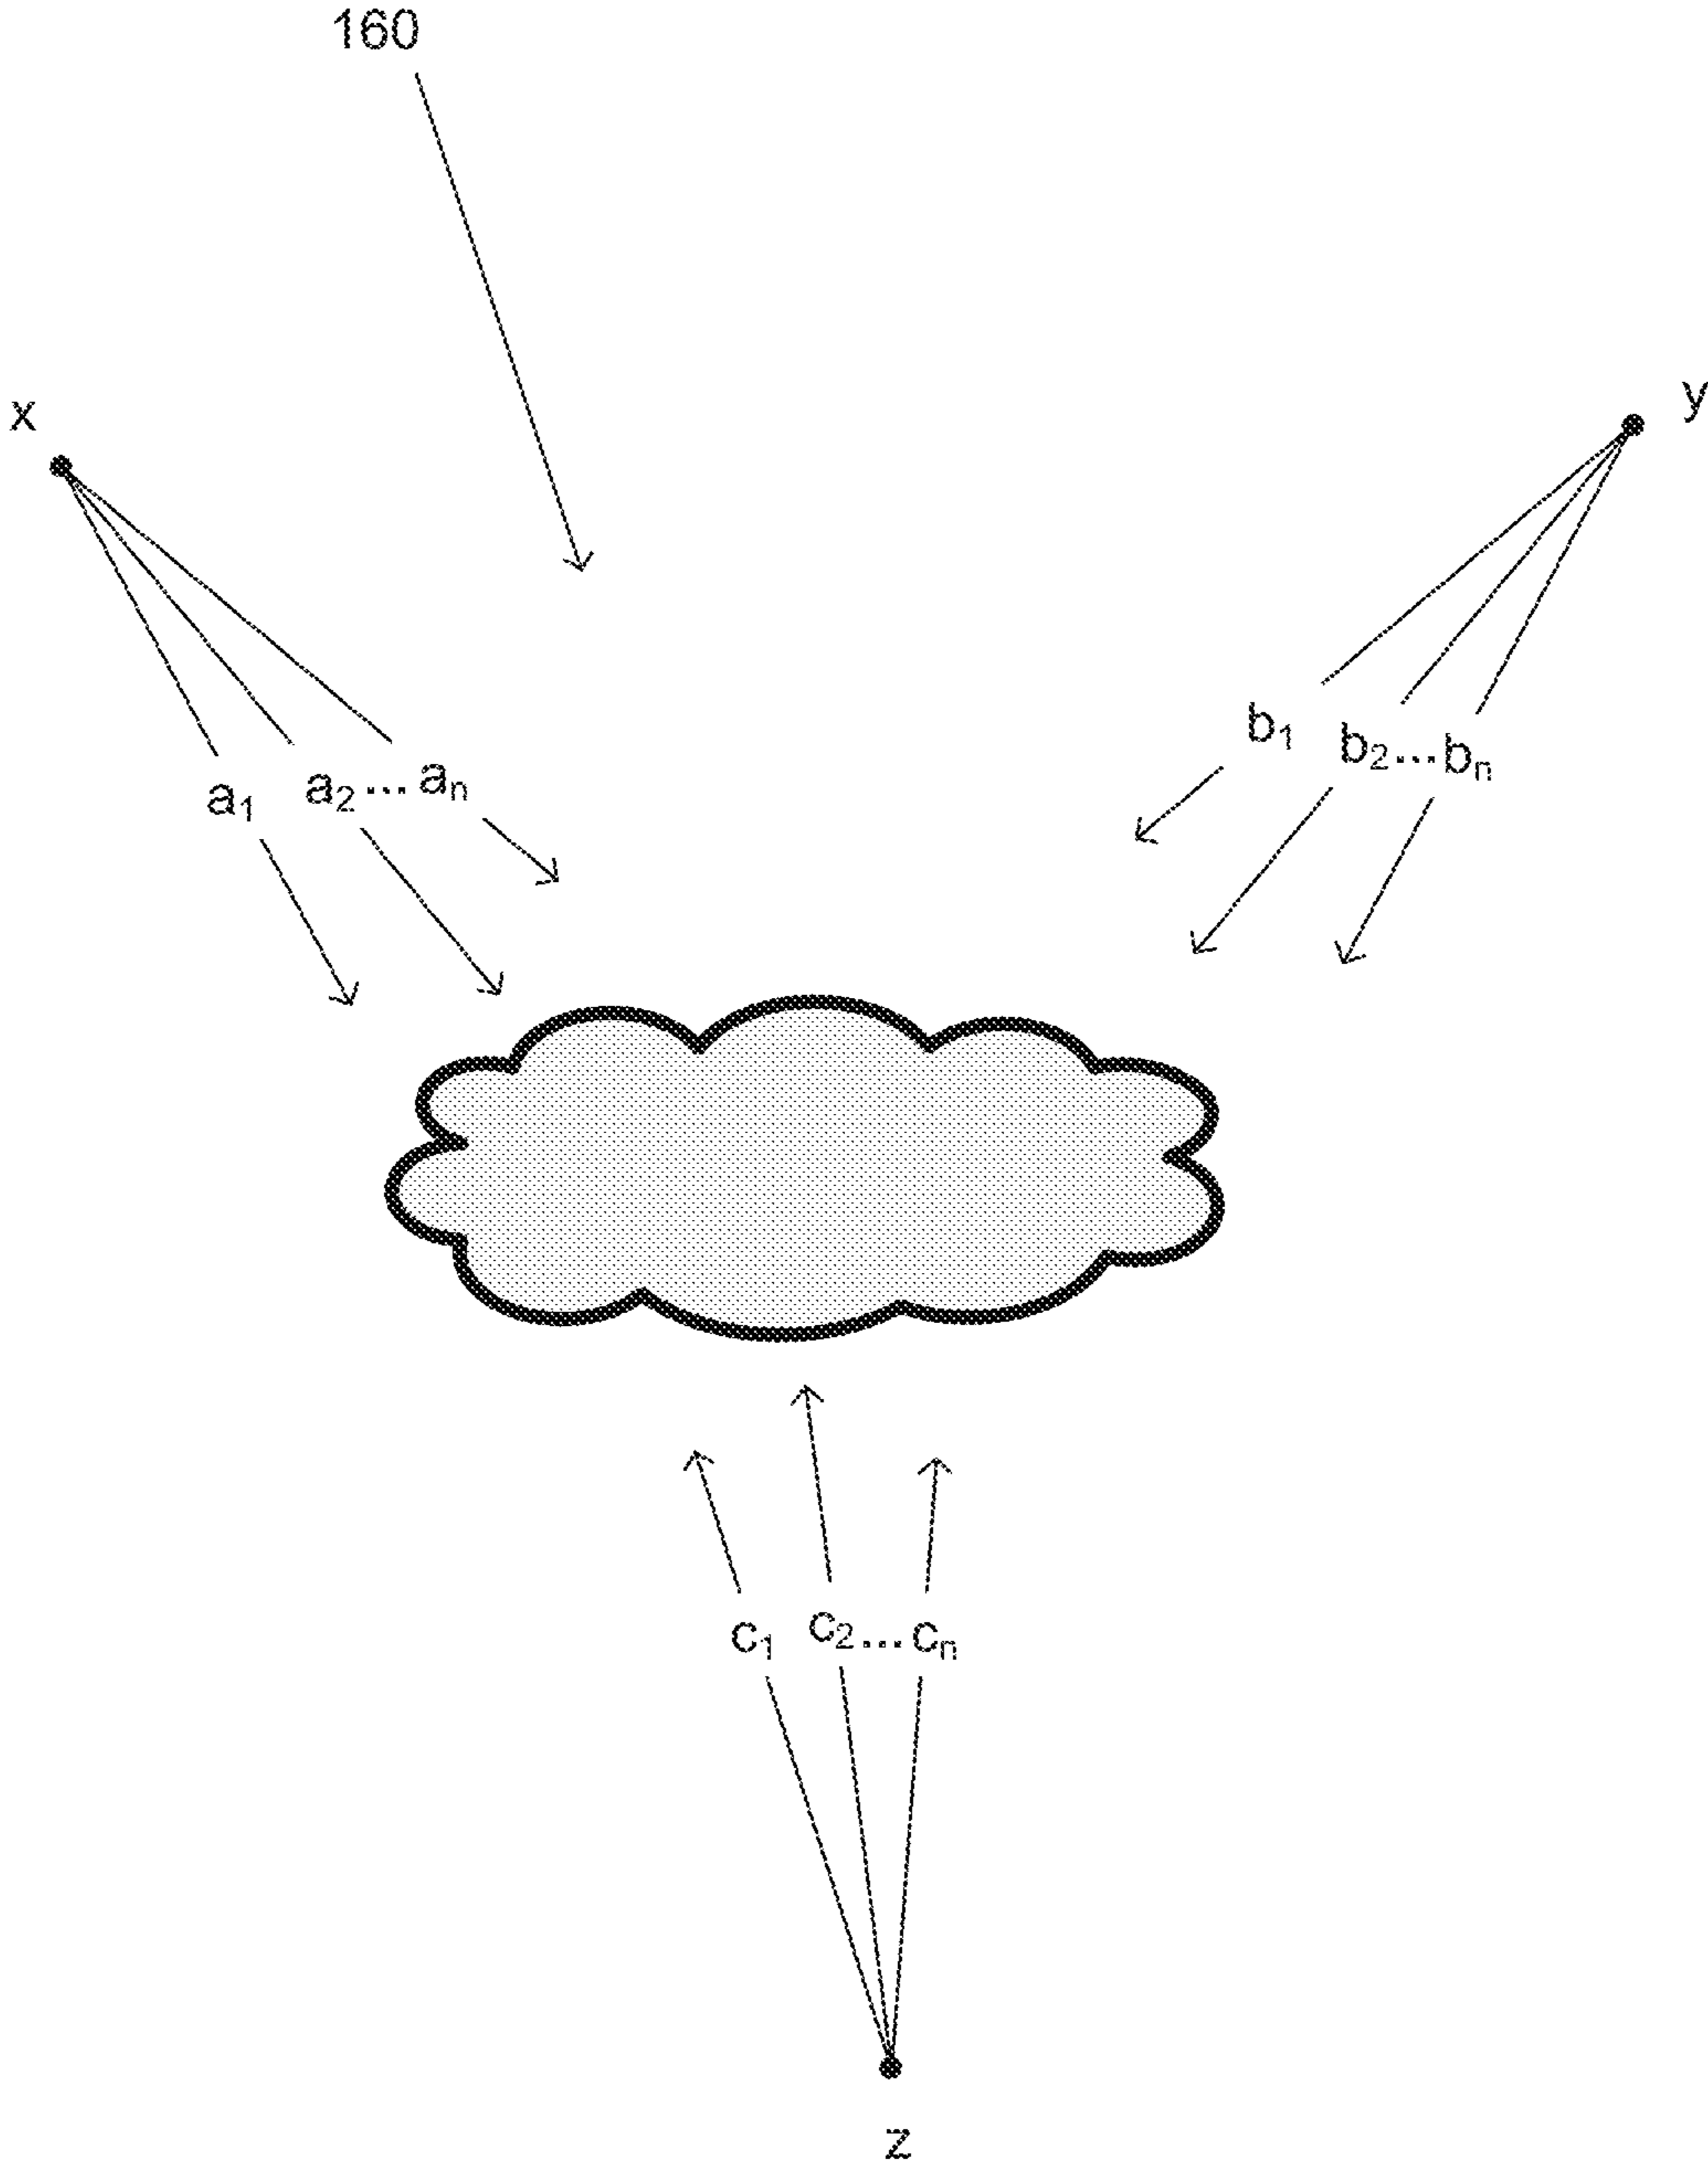 160
x
y
a₁ a₂...aₙ
b₁ b₂...bₙ
c₁ c₂...cₙ
z